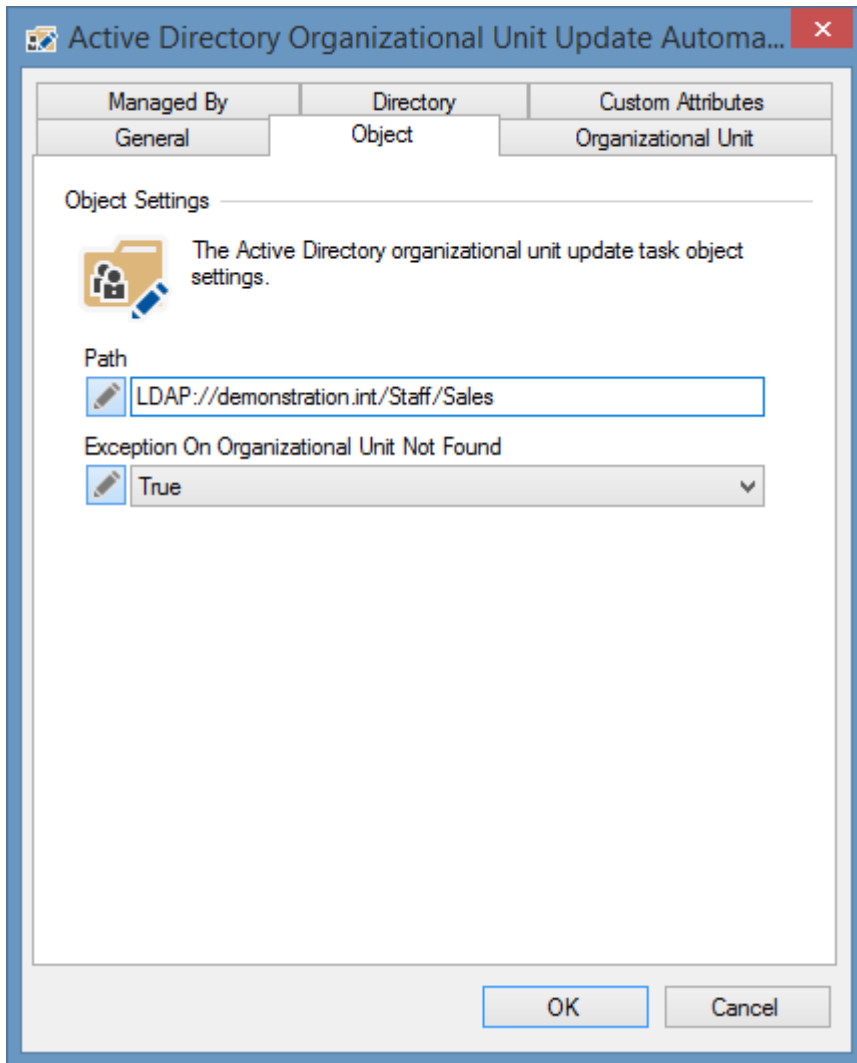 Active Directory Organizational Unit Update Automa...
Managed By Directory Custom Attributes
General Object Organizational Unit
Object Settings
The Active Directory organizational unit update task object
settings.
Path
LDAP://demonstration.int/Staff/Sales
Exception On Organizational Unit Not Found
True
OK Cancel